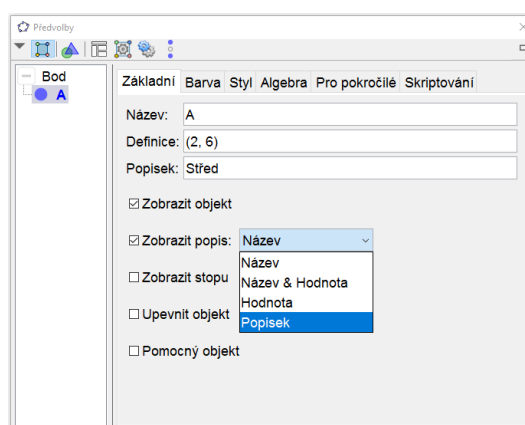 Předvolby
Bod
A
Základní Barva Styl Algebra Pro pokročilé Skriptování
Název: A
Definice: (2, 6)
Popisek: Střed
Zobrazit objekt
Zobrazit popis: Název
Název
Název & Hodnota
Hodnota
Popisek
Zobrazit stopu
Upevnit objekt
Pomocný objekt